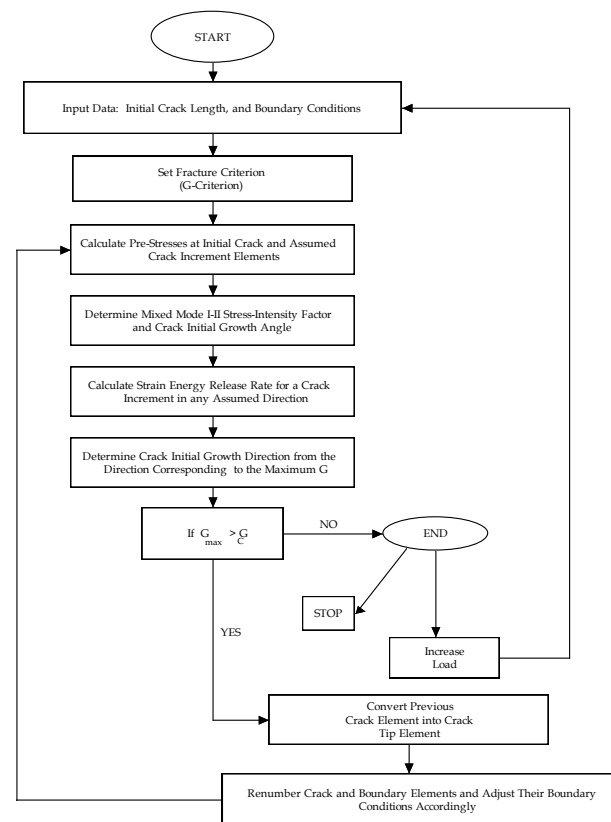 START
Input Data: Initial Crack Length, and Boundary Conditions
Set Fracture Criterion
(G-Criterion)
Calculate Pre-Stresses at Initial Crack and Assumed
Crack Increment Elements
Determine Mixed Mode I-II Stress-Intensity Factor
and Crack Initial Growth Angle
Calculate Strain Energy Release Rate for a Crack
Increment in any Assumed Direction
Determine Crack Initial Growth Direction from the
Direction Corresponding to the Maximum G
If G max > G C
NO
END
STOP
YES
Increase
Load
Convert Previous
Crack Element into Crack
Tip Element
Renumber Crack and Boundary Elements and Adjust Their Boundary
Conditions Accordingly